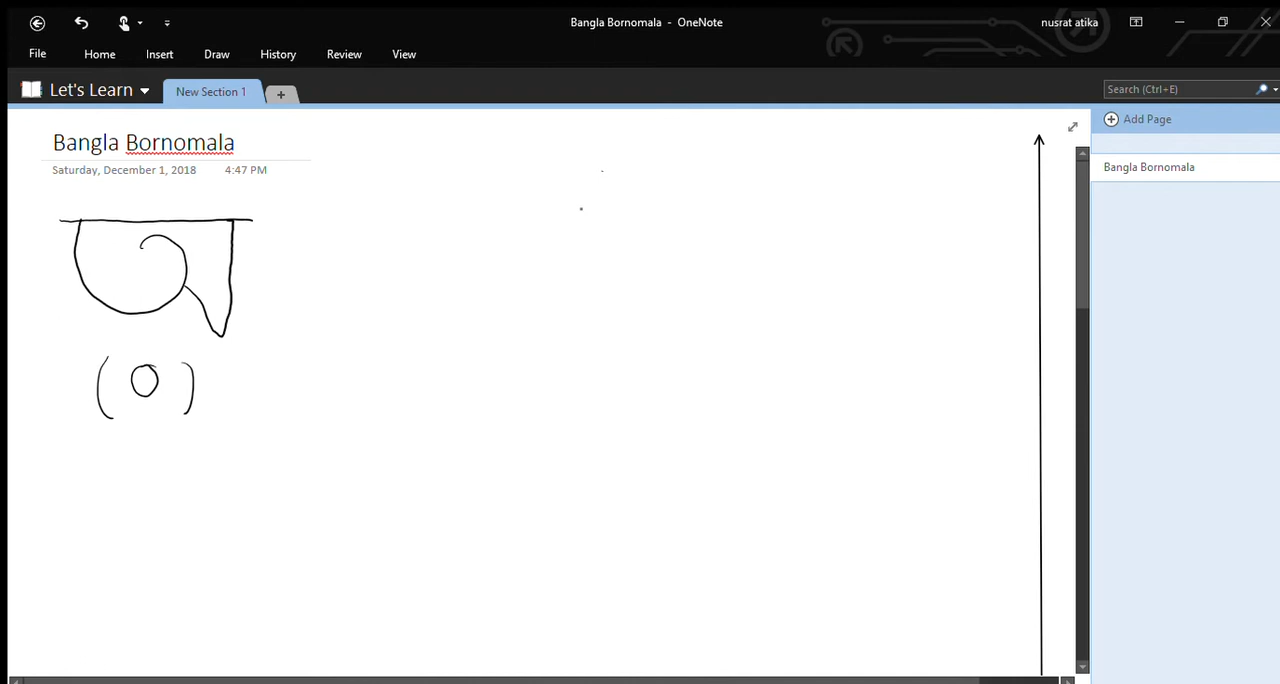 Bangla Bornomala - OneNote
nusrat atika
File Home Insert Draw History Review View
Let's Learn
New Section 1
Search (Ctrl+E)
Add Page
Bangla Bornomala
Bangla Bornomala
Saturday, December 1, 2018 4:47 PM
অ
(O)